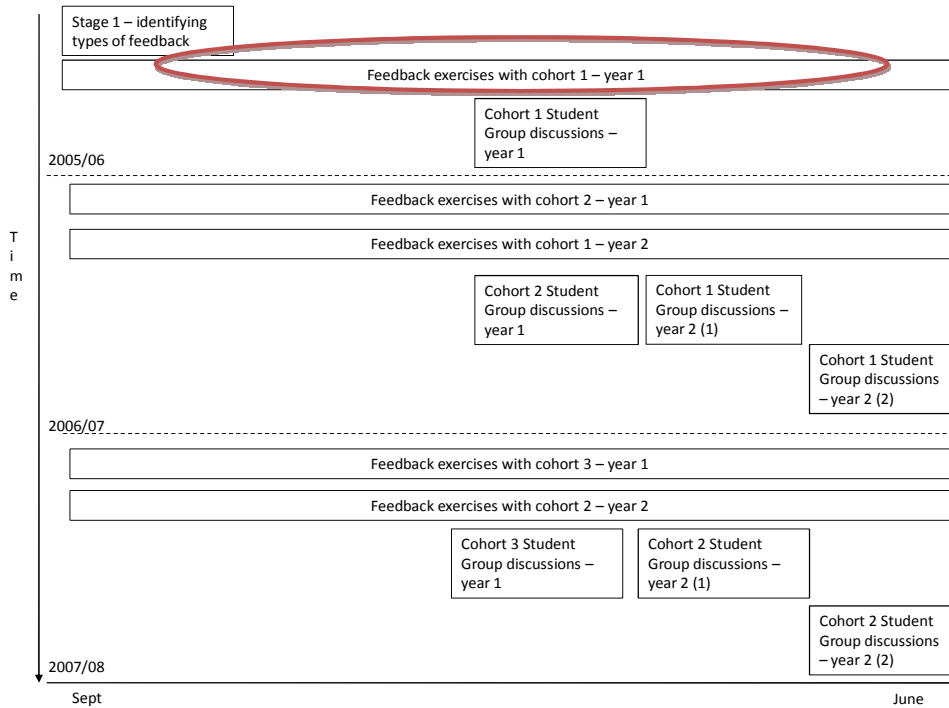 Stage 1 – identifying
types of feedback
Feedback exercises with cohort 1 – year 1
Cohort 1 Student
Group discussions –
year 1
2005/06
Feedback exercises with cohort 2 – year 1
Time
Feedback exercises with cohort 1 – year 2
Cohort 2 Student
Group discussions –
year 1
Cohort 1 Student
Group discussions –
year 2 (1)
Cohort 1 Student
Group discussions
– year 2 (2)
2006/07
Feedback exercises with cohort 3 – year 1
Feedback exercises with cohort 2 – year 2
Cohort 3 Student
Group discussions –
year 1
Cohort 2 Student
Group discussions –
year 2 (1)
Cohort 2 Student
Group discussions
– year 2 (2)
2007/08
Sept
June